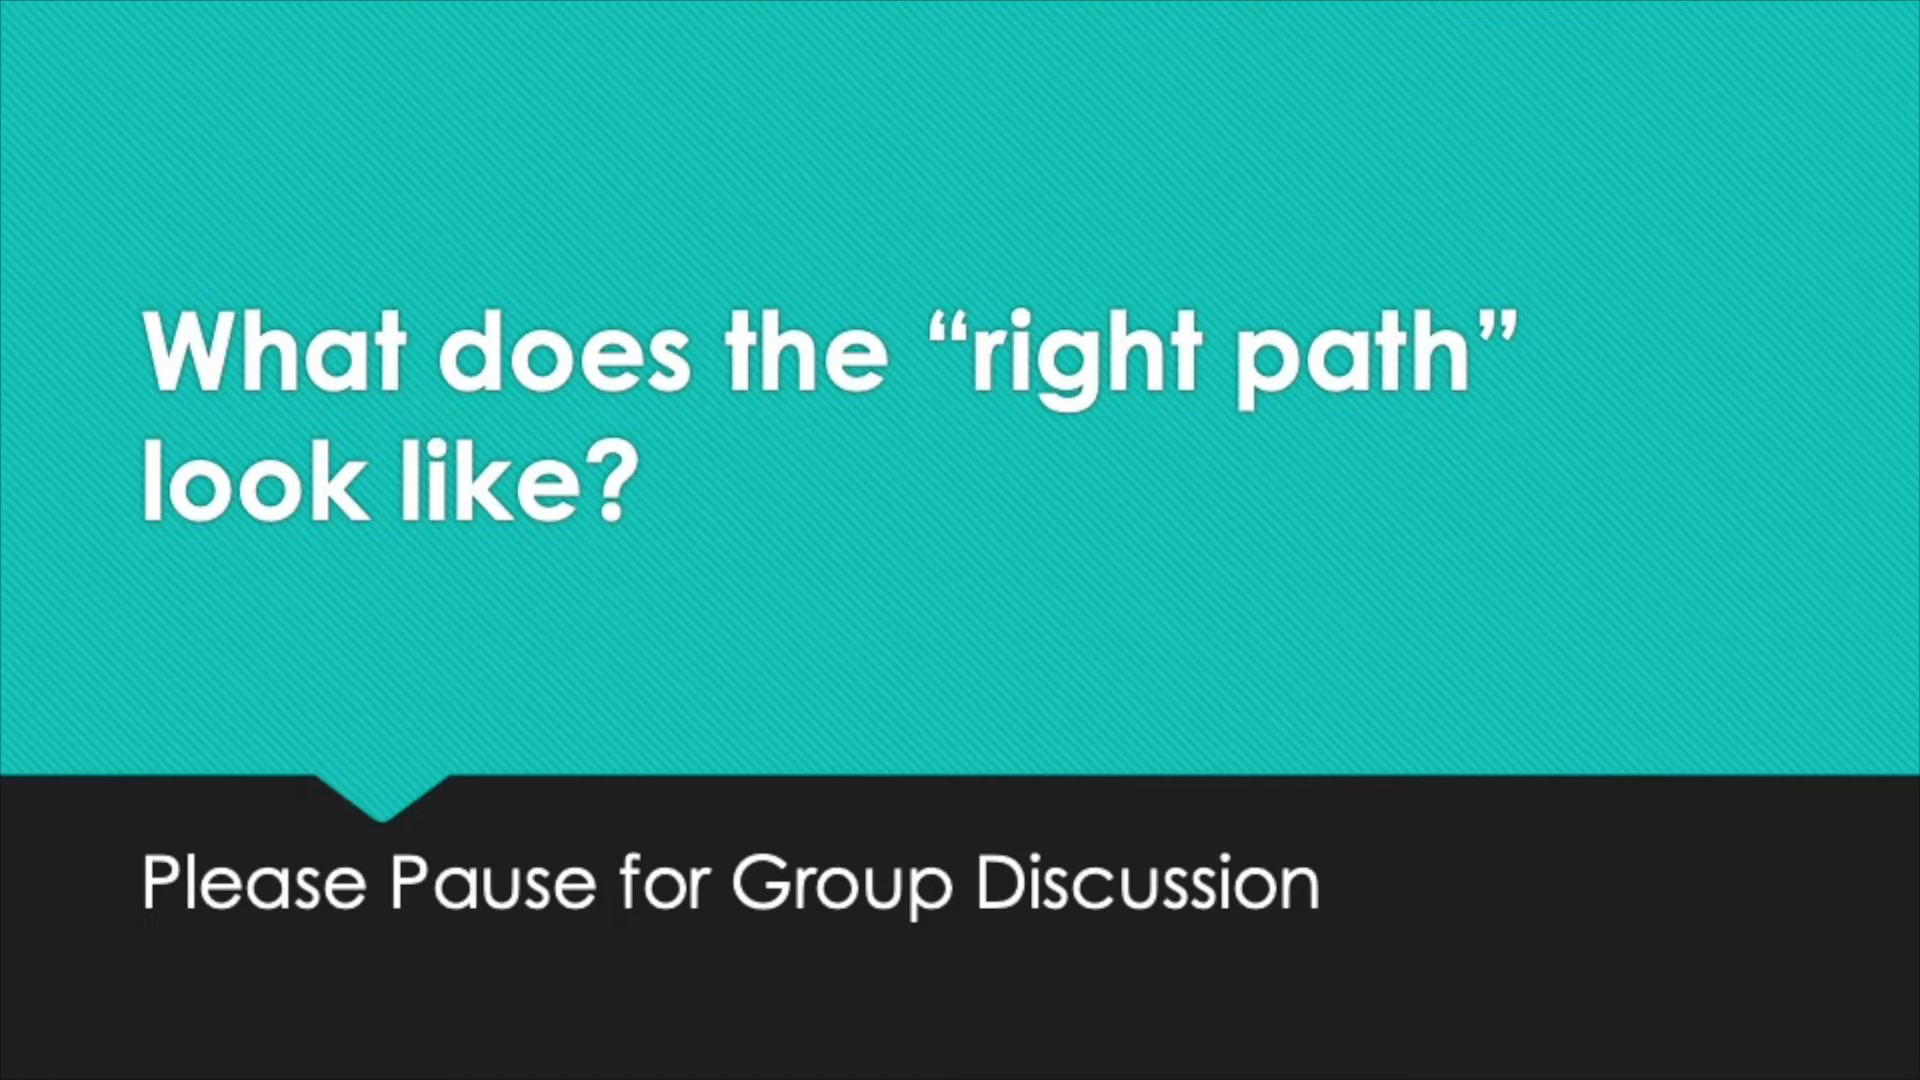 What does the “right path”
look like?
Please Pause for Group Discussion